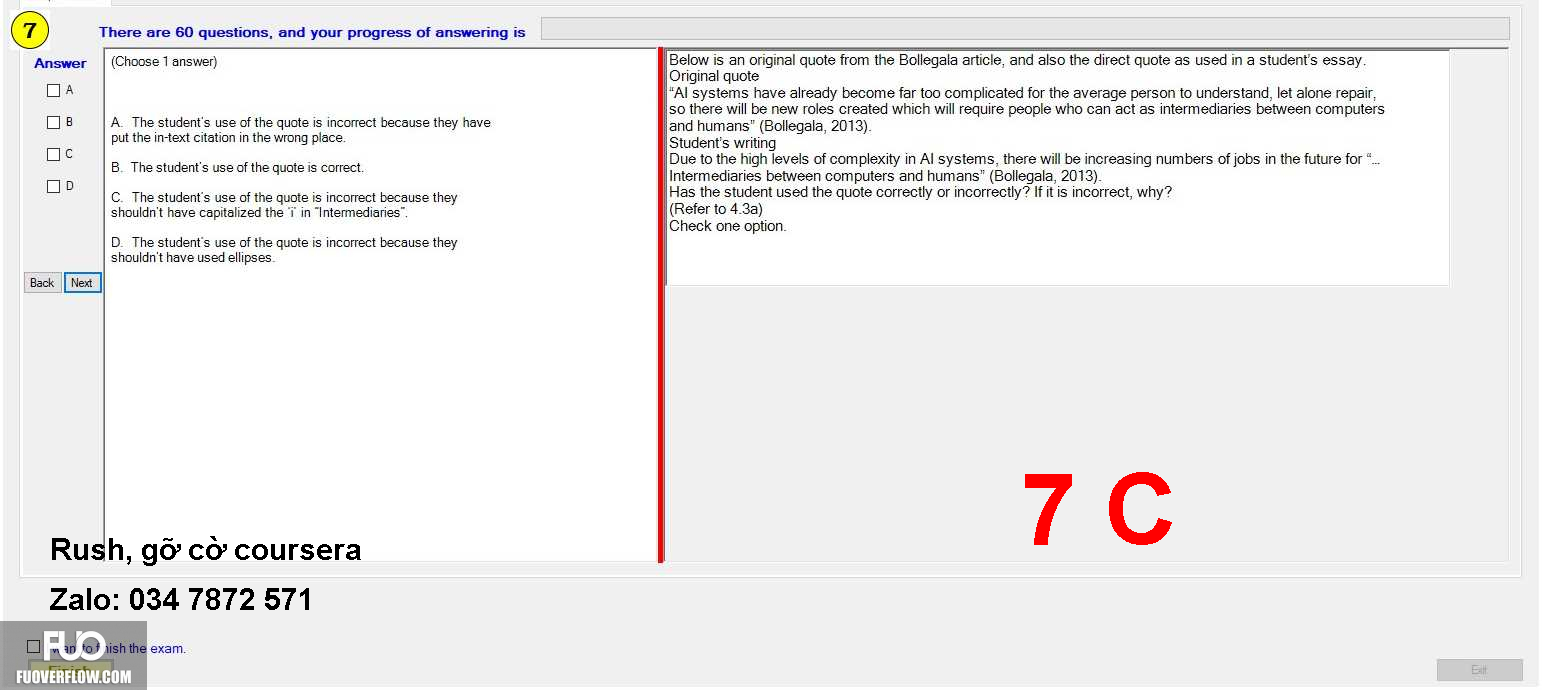 7
There are 60 questions, and your progress of answering is
Answer
A
B
C
D
Back
Next
(Choose 1 answer)
A. The student's use of the quote is incorrect because they have
put the in-text citation in the wrong place.
B. The student's use of the quote is correct.
C. The student's use of the quote is incorrect because they
shouldn't have capitalized the "i" in "Intermediaries".
D. The student's use of the quote is incorrect because they
shouldn't have used ellipses.
Below is an original quote from the Bollegala article, and also the direct quote as used in a student's essay.
Original quote
"AI systems have already become far too complicated for the average person to understand, let alone repair,
so there will be new roles created which will require people who can act as intermediaries between computers
and humans" (Bollegala, 2013).
Student's writing
Due to the high levels of complexity in AI systems, there will be increasing numbers of jobs in the future for "...
Intermediaries between computers and humans" (Bollegala, 2013).
Has the student used the quote correctly or incorrectly? If it is incorrect, why?
(Refer to 4.3a)
Check one option.
7 C
Rush, gỡ cờ coursera
Zalo: 034 7872 571
I want to finish the exam.
Finish
FUO
FUOVERFLOW.COM
Exit